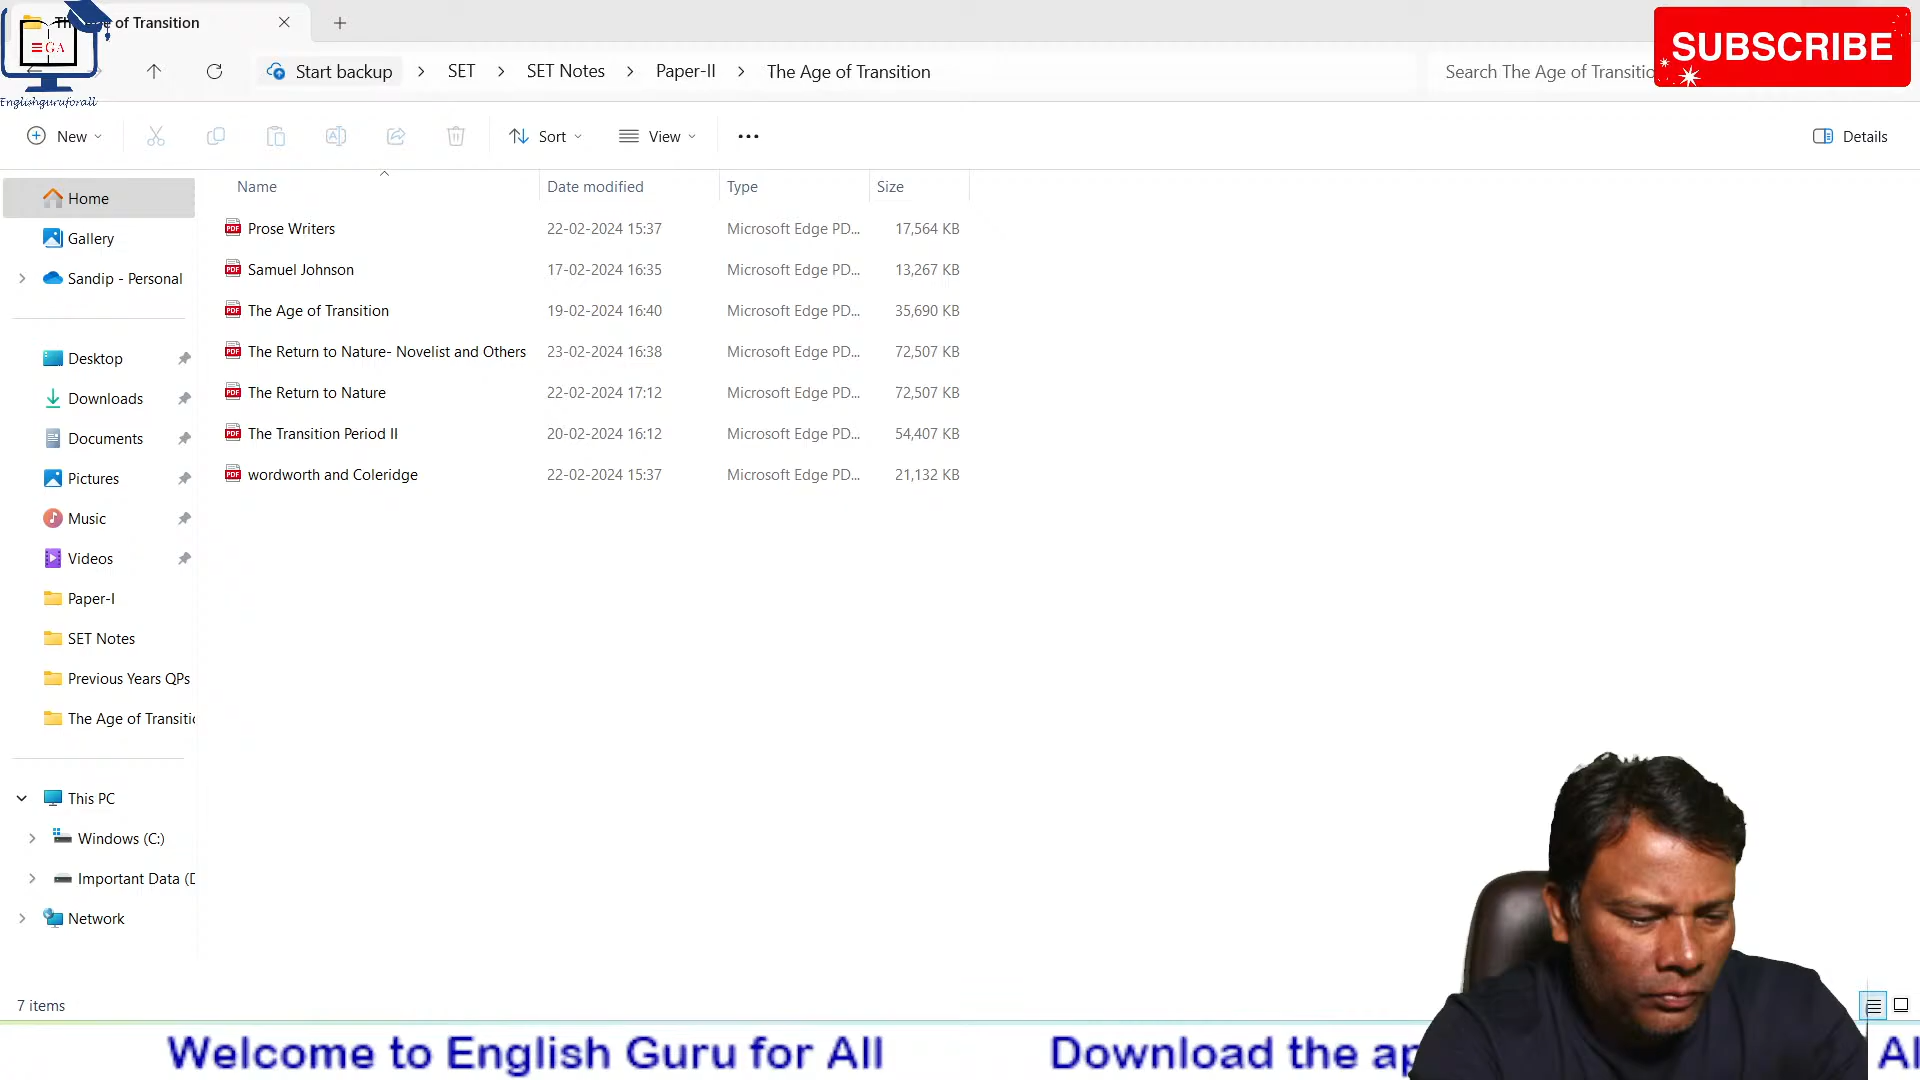 The Age of Transition
EGA
Englishguruforall
Start backup > SET > SET Notes > Paper-II > The Age of Transition
Search The Age of Transitio
SUBSCRIBE
New
Sort
View
Details
Name Date modified Type Size
Prose Writers 22-02-2024 15:37 Microsoft Edge PD... 17,564 KB
Samuel Johnson 17-02-2024 16:35 Microsoft Edge PD... 13,267 KB
The Age of Transition 19-02-2024 16:40 Microsoft Edge PD... 35,690 KB
The Return to Nature- Novelist and Others 23-02-2024 16:38 Microsoft Edge PD... 72,507 KB
The Return to Nature 22-02-2024 17:12 Microsoft Edge PD... 72,507 KB
The Transition Period II 20-02-2024 16:12 Microsoft Edge PD... 54,407 KB
wordworth and Coleridge 22-02-2024 15:37 Microsoft Edge PD... 21,132 KB
Home
Gallery
Sandip - Personal
Desktop
Downloads
Documents
Pictures
Music
Videos
Paper-I
SET Notes
Previous Years QPs
The Age of Transitic
This PC
Windows (C:)
Important Data (D
Network
7 items
Welcome to English Guru for All Download the ap Al